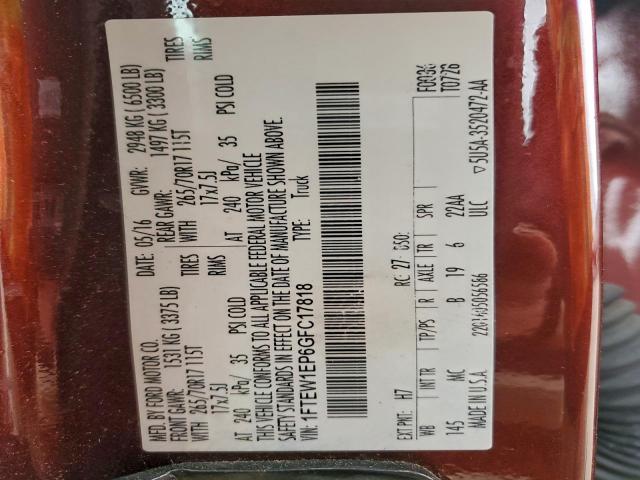 MFD. BY FORD MOTOR CO.
DATE: 05/16 GVWR: 2948 KG ( 6500 LB)
FRONT GAWR: 1531 KG ( 3375 LB) REAR GAWR: 1497 KG ( 3300 LB)
WITH 265/70R17 115T TIRES WITH 265/70R17 115T TIRES
17x7.5J RIMS 17x7.5J RIMS
AT 240 kPa/ 35 PSI COLD AT 240 kPa/ 35 PSI COLD
THIS VEHICLE CONFORMS TO ALL APPLICABLE FEDERAL MOTOR VEHICLE
SAFETY STANDARDS IN EFFECT ON THE DATE OF MANUFACTURE SHOWN ABOVE.
VIN: 1FTEW1EP6GFC17818 TYPE: Truck
F0036
T0726
EXT PNT: H7 RC: 27 DSO:
WB INT TR TP/PS R AXLE TR SPR
145 MC B 19 6 22AA
ULC
MADE IN U.S.A. ▽5U5A-3520472-AA